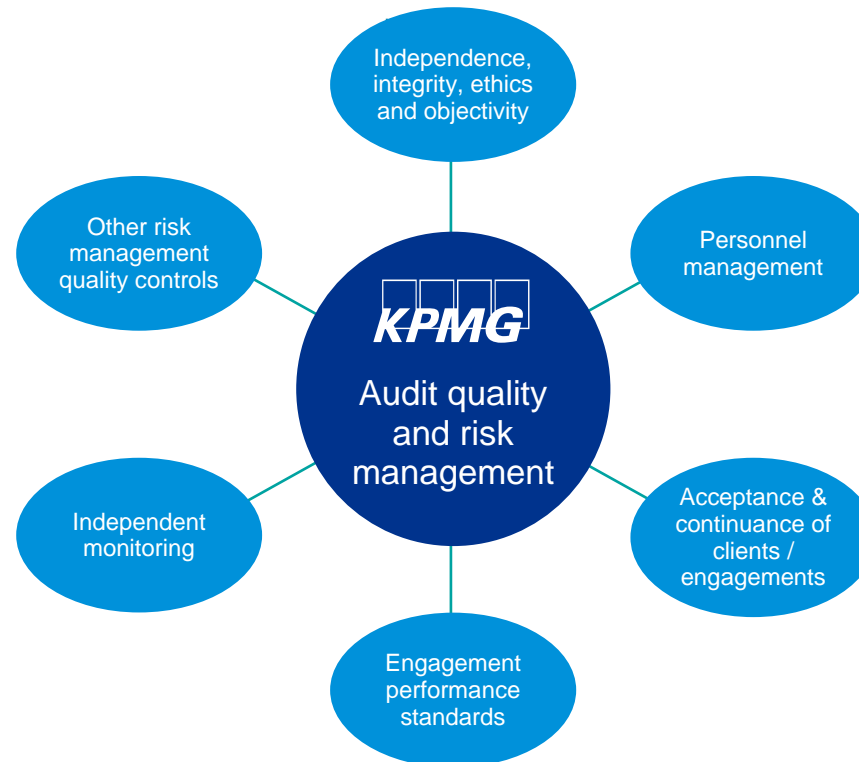 Independence,
integrity, ethics
and objectivity
Other risk
management
quality controls
Personnel
management
KPMG
Audit quality
and risk
management
Independent
monitoring
Acceptance &
continuance of
clients /
engagements
Engagement
performance
standards